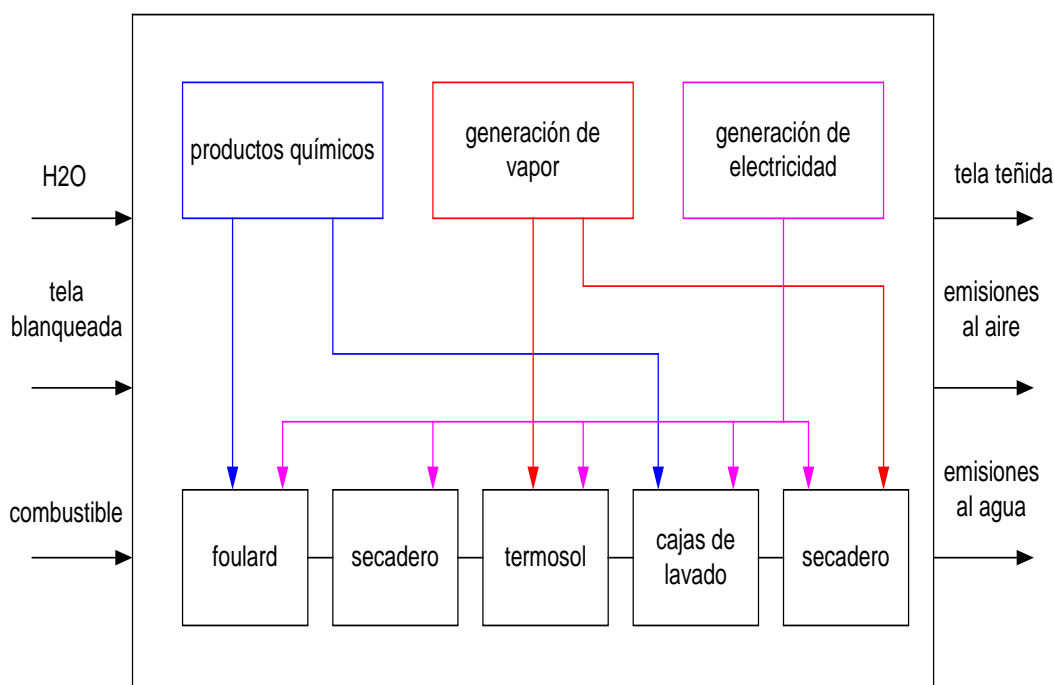 productos químicos
generación de
vapor
generación de
electricidad
H2O
tela teñida
tela
blanqueada
emisiones
al aire
combustible
emisiones
al agua
foulard
secadero
termosol
cajas de
lavado
secadero